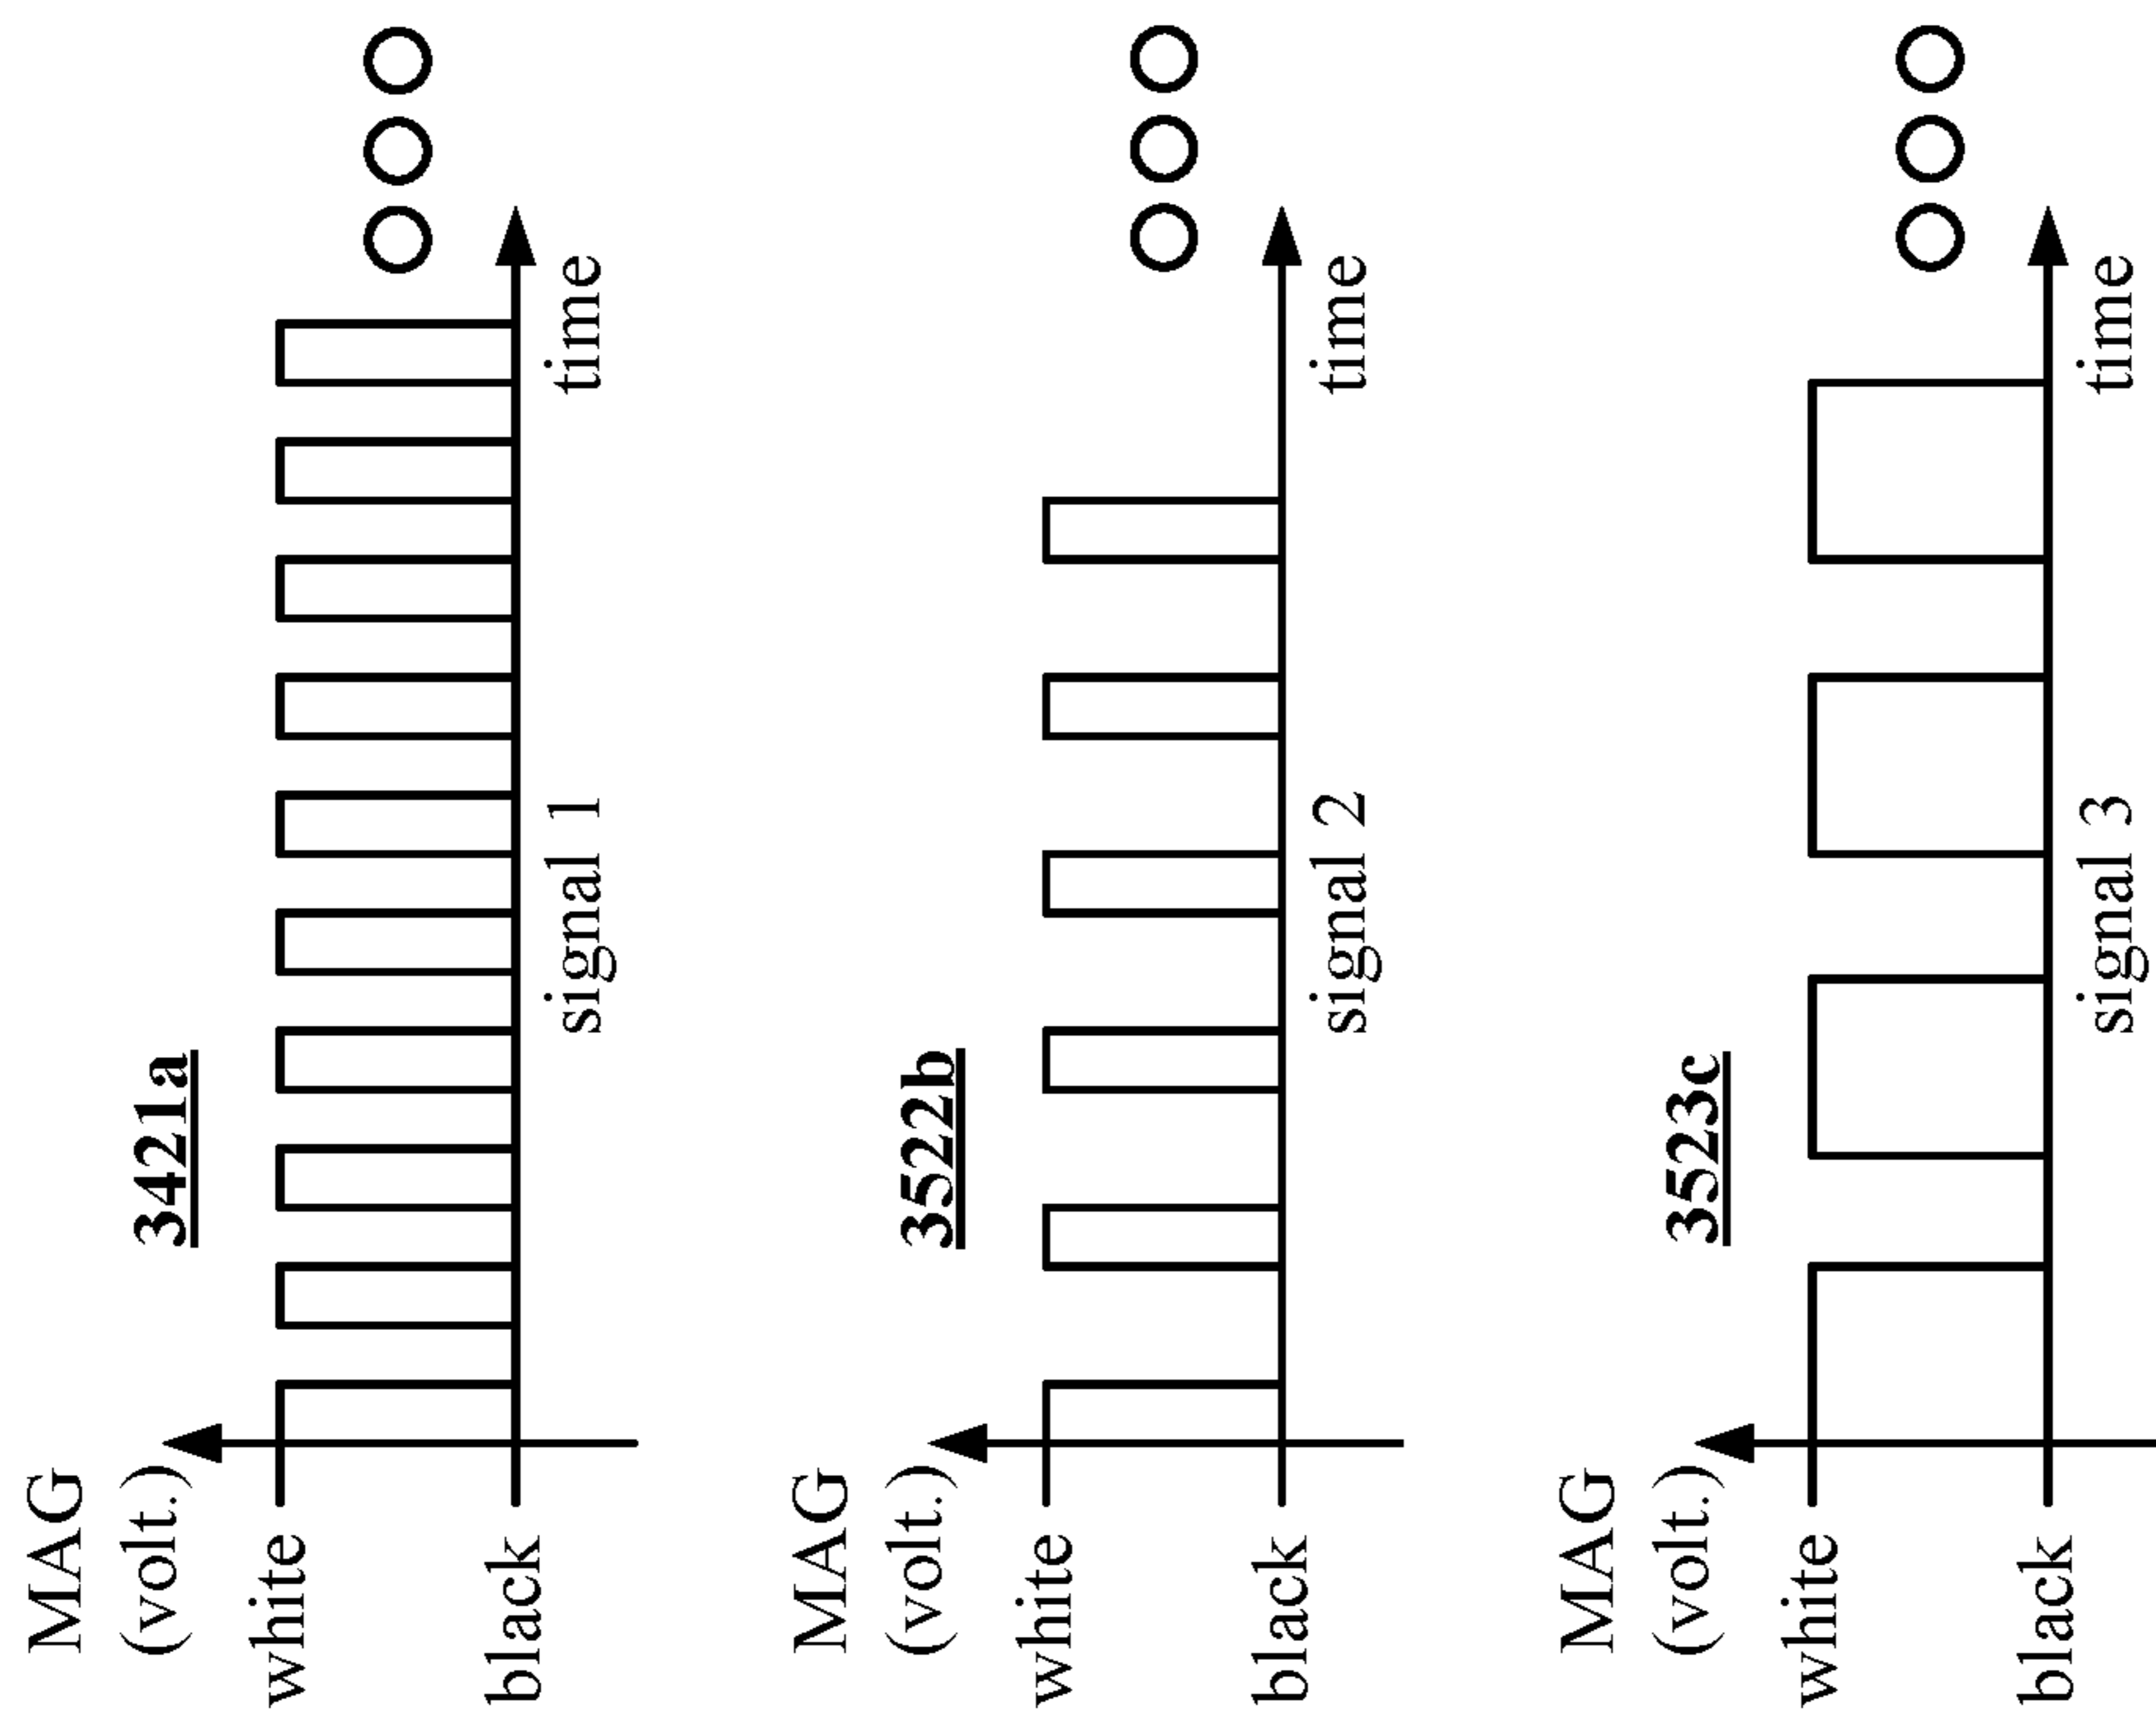 MAG
(volt.)
3421a
white
black
signal 1
time
MAG
(volt.)
3522b
white
black
signal 2
time
MAG
(volt.)
3523c
white
black
signal 3
time